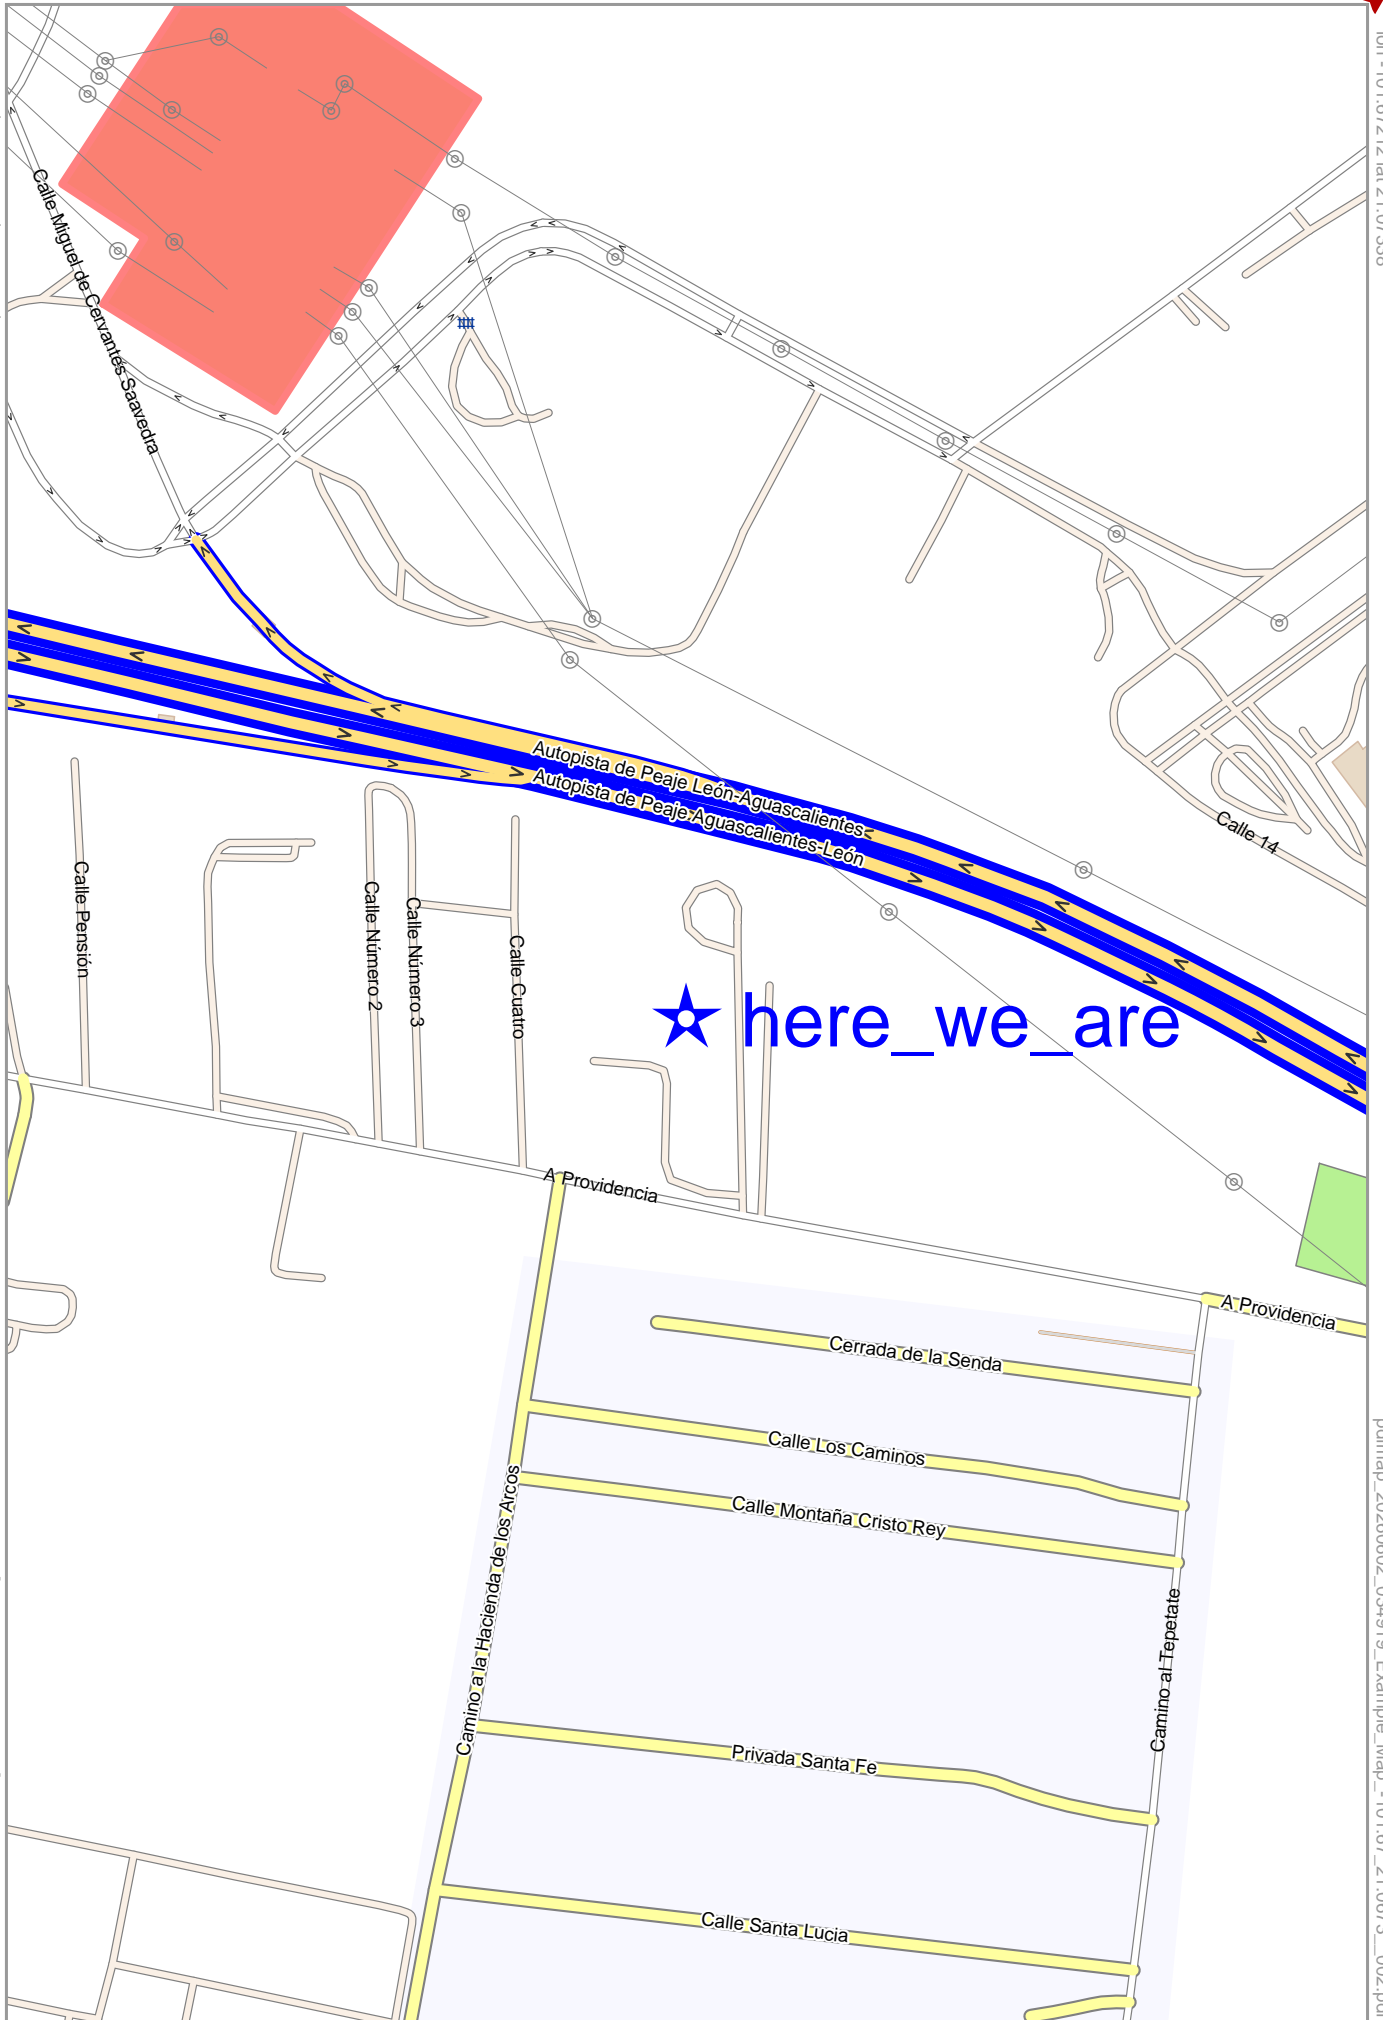 Calle Miguel de Cervantes Saavedra
Autopista de Peaje León-Aguascalientes
Autopista de Peaje Aguascalientes-León
Calle 14
Calle Pensión
Calle Número 2
Calle Número 3
Calle Cuatro
here_we_are
A Providencia
A Providencia
Cerrada de la Senda
Calle Los Caminos
Calle Montaña Cristo Rey
Camino a la Hacienda de los Arcos
Camino al Tepetate
Privada Santa Fe
Calle Santa Lucia